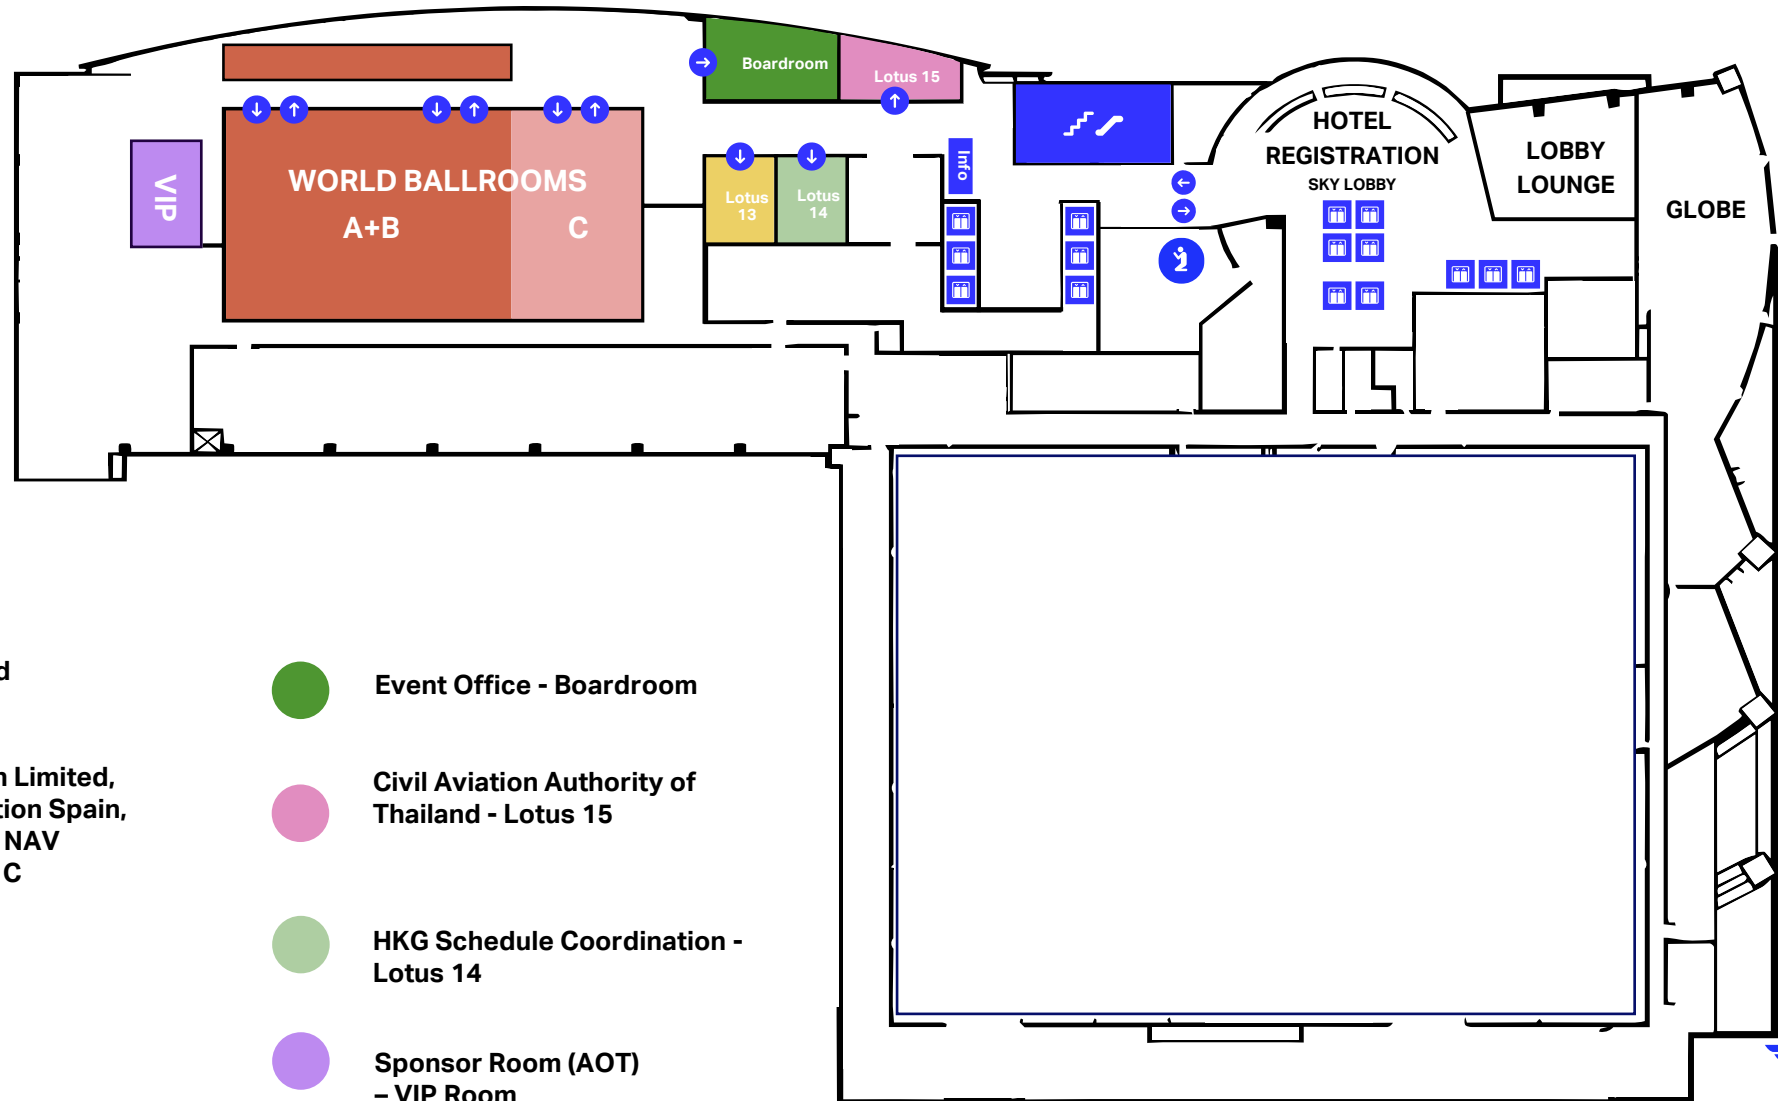 Boardroom
Lotus 15
HOTEL
REGISTRATION
SKY LOBBY
LOBBY
LOUNGE
GLOBE
Info
VIP
WORLD BALLROOMS
A+B
C
Lotus
13
Lotus
14
d
n Limited,
tion Spain,
NAV
C
Event Office - Boardroom
Civil Aviation Authority of
Thailand - Lotus 15
HKG Schedule Coordination -
Lotus 14
Sponsor Room (AOT)
– VIP Room